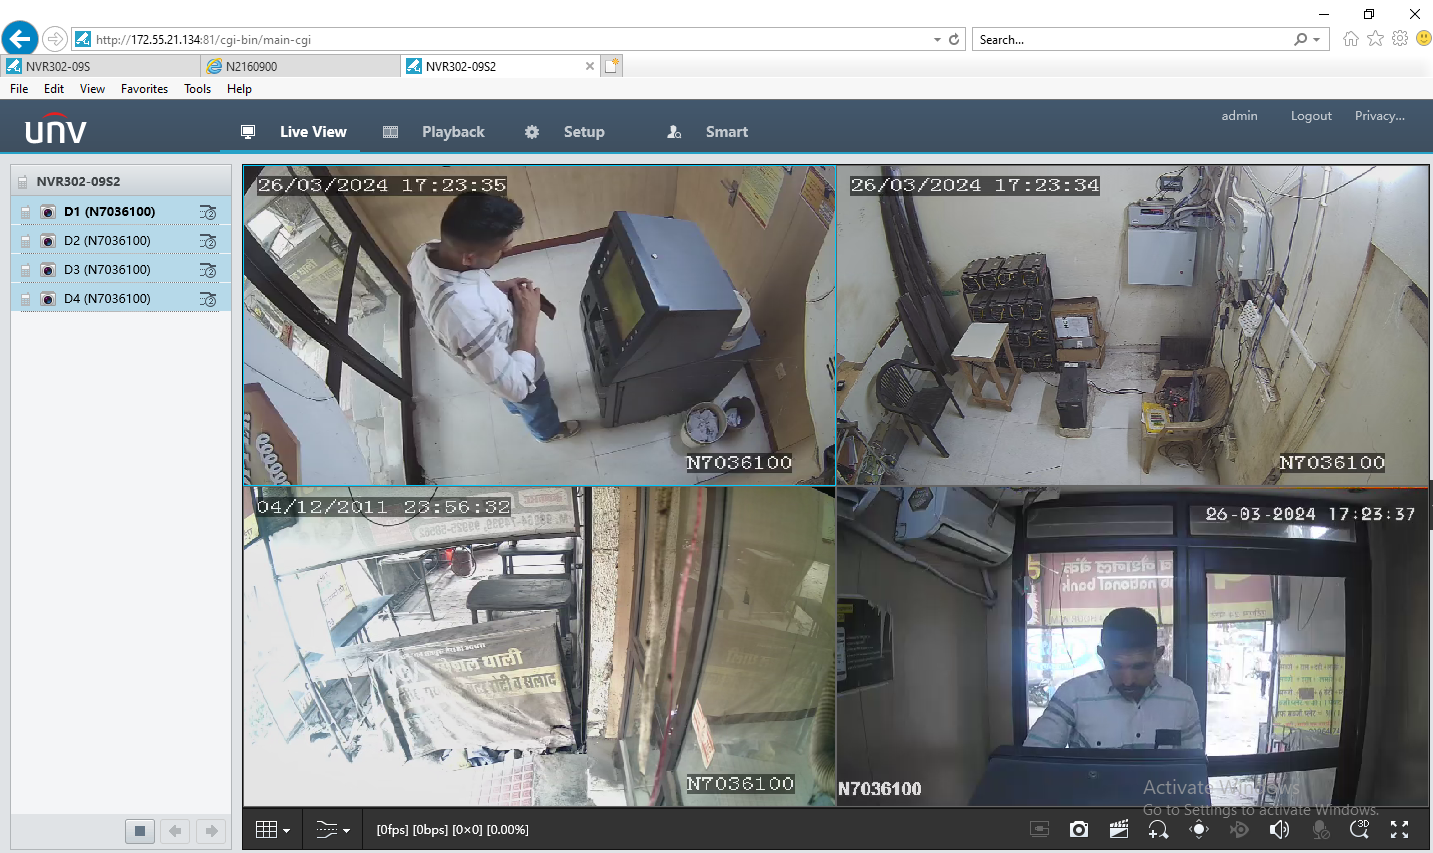 http://172.55.21.134:81/cgi-bin/main-cgi
Search...
NVR302-09S
N2160900
NVR302-09S2
File Edit View Favorites Tools Help
unv
Live View
Playback
Setup
Smart
admin
Logout
Privacy...
NVR302-09S2
D1 (N7036100)
D2 (N7036100)
D3 (N7036100)
D4 (N7036100)
26/03/2024 17:23:35
N7036100
26/03/2024 17:23:34
N7036100
04/12/2011 23:56:32
थाली
व सलाद
N7036100
26-03-2024 17:23:37
national
bank
N7036100
Activate Windows
Go to Settings to activate Windows.
[0fps] [0bps] [0×0] [0.00%]
3D